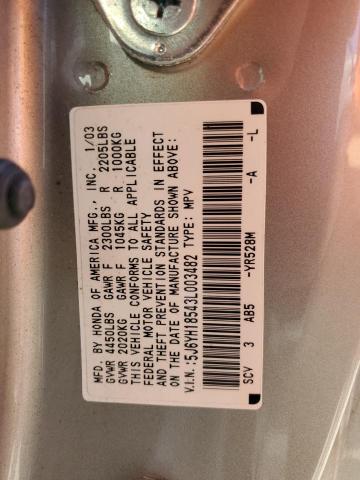 MFD. BY HONDA OF AMERICA MFG., INC. 1/03
GVWR 4450LBS GAWR F 2300LBS R 2205LBS
GVWR 2020KG GAWR F 1045KG R 1000KG
THIS VEHICLE CONFORMS TO ALL APPLICABLE
FEDERAL MOTOR VEHICLE SAFETY
AND THEFT PREVENTION STANDARDS IN EFFECT
ON THE DATE OF MANUFACTURE SHOWN ABOVE:
V.I.N.:5J6YH18543L003482 TYPE: MPV
SCV 3 AB5 -YR528M -A -L